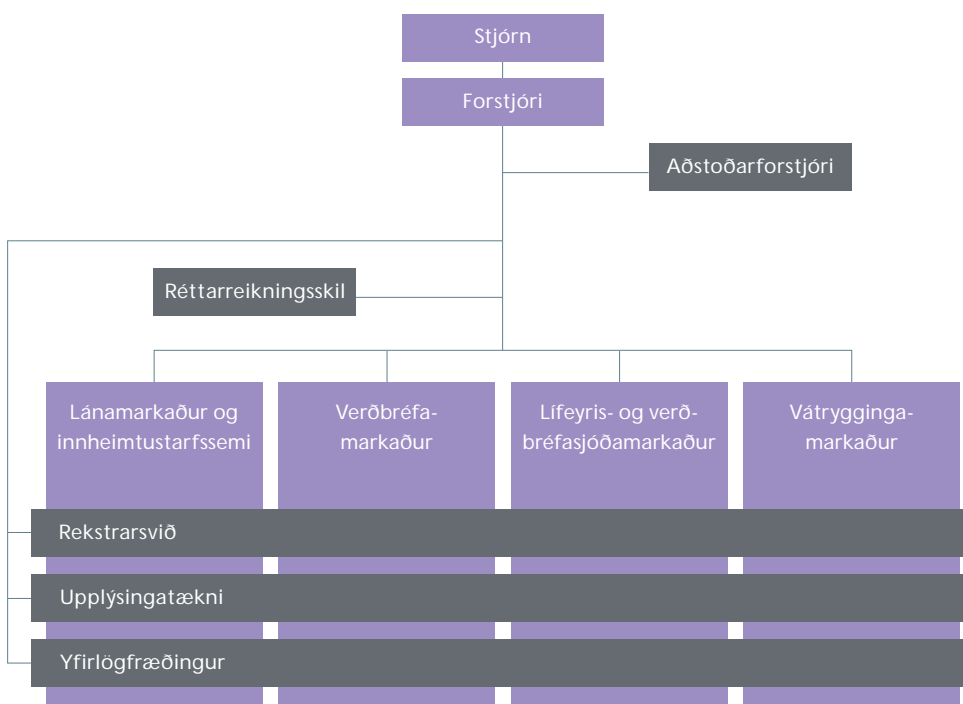 Stjórn
Forstjóri
Aðstoðarforstjóri
Réttarreikningsskil
Lánamarkaður og
innheimtustarfssemi
Verðbréfa-
markaður
Lífeyris- og verð-
bréfasjóðamarkaður
Vátrygginga-
markaður
Rekstrarsvið
Upplýsingatækni
Yfirlögfræðingur